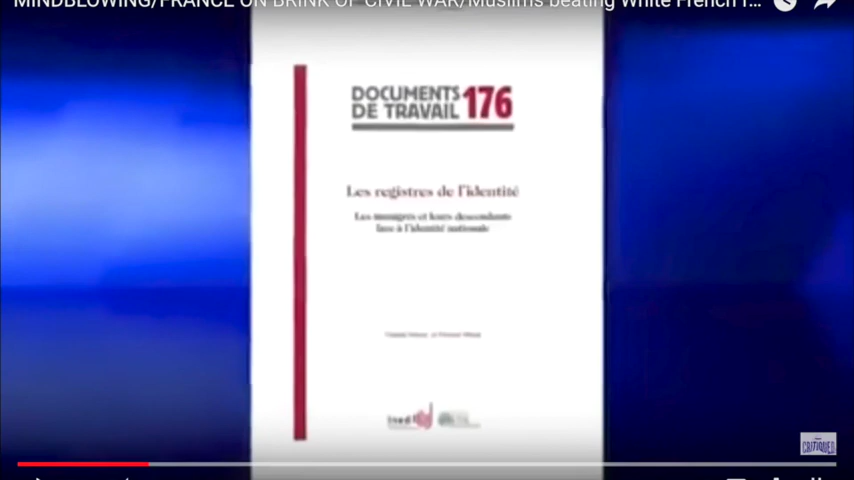 MINDBLOWING/FRANCE ON BRINK OF CIVIL WAR/Muslims beating White French f...
DOCUMENTS
DE TRAVAIL 176
Les registres de l'identité
Les immigrés et leurs descendants
face à l'identité nationale
ined
CRITIQUED